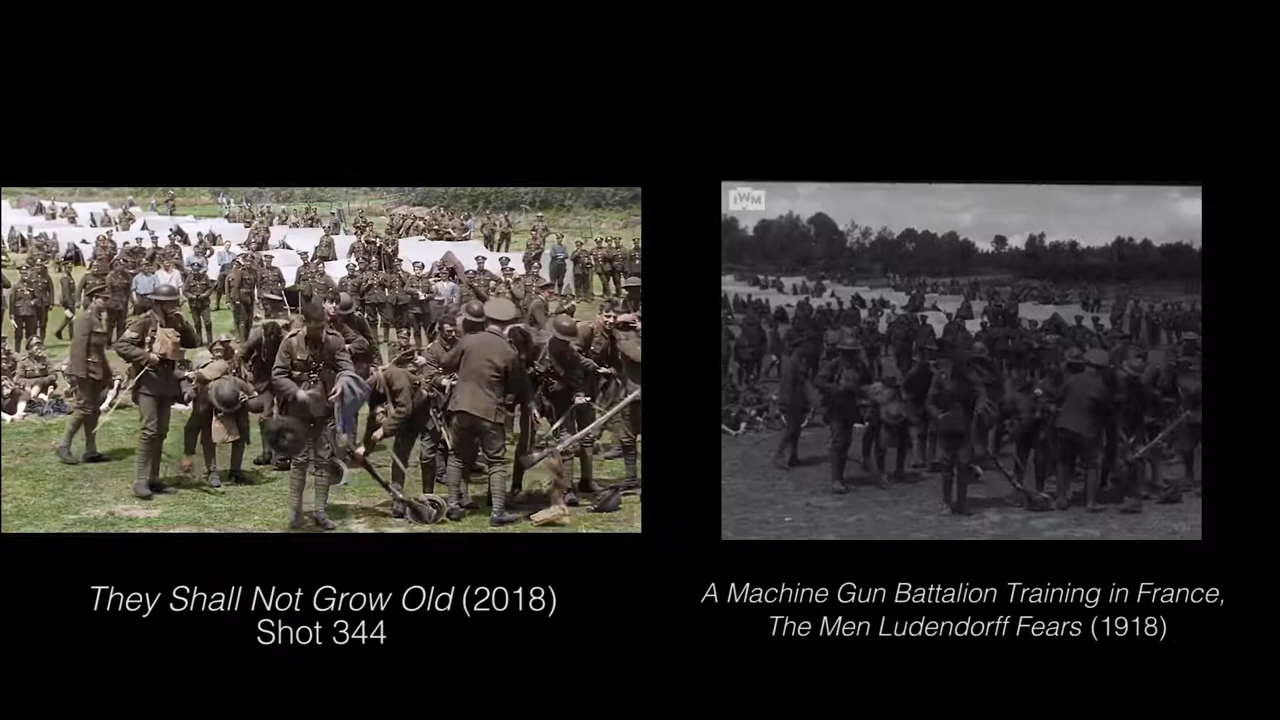 IWM
They Shall Not Grow Old (2018)
Shot 344
A Machine Gun Battalion Training in France,
The Men Ludendorff Fears (1918)